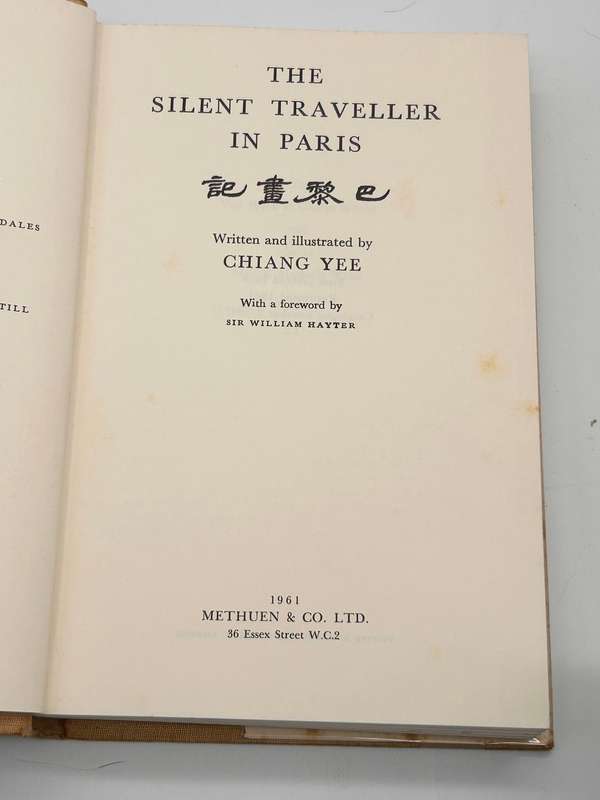 DALES
TILL
THE
SILENT TRAVELLER
IN PARIS
記畫黎巴
Written and illustrated by
CHIANG YEE
With a foreword by
SIR WILLIAM HAYTER
1961
METHUEN & CO. LTD.
36 Essex Street W.C.2